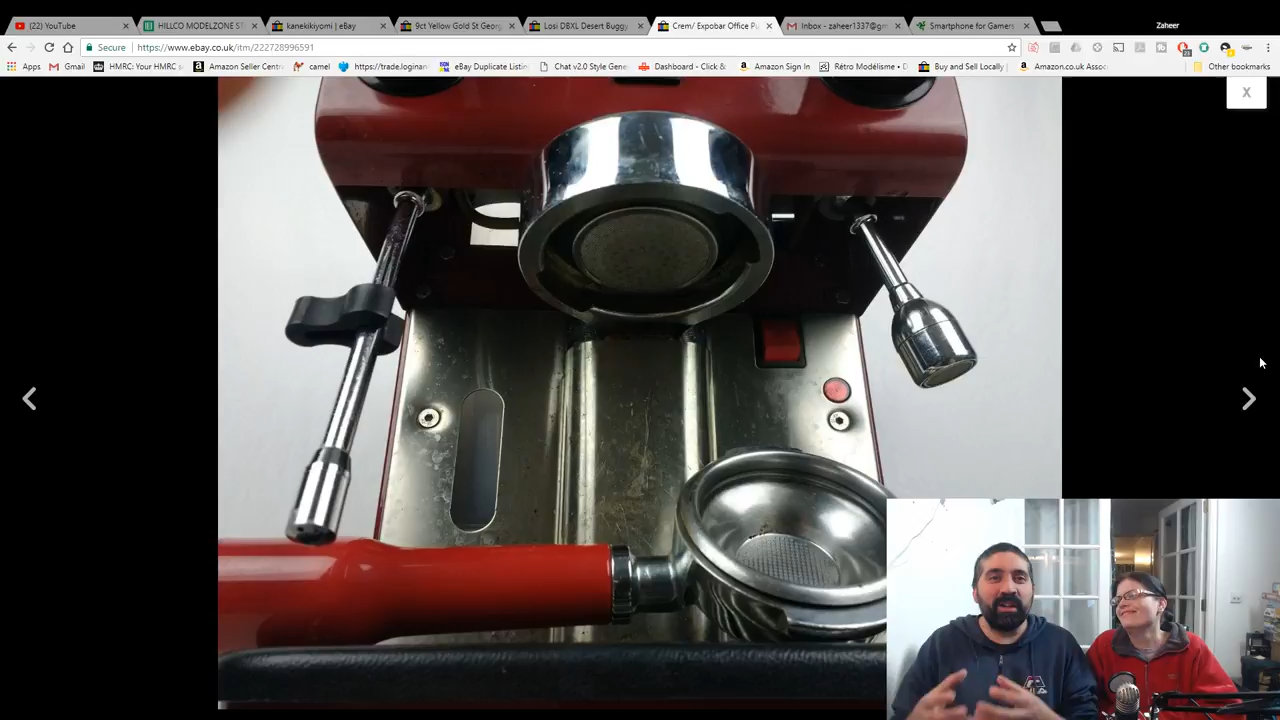 (22) YouTube
HILLCO MODELZONE ST
kanekikiyomi | eBay
9ct Yellow Gold St Georg
Losi DBXL Desert Buggy
Crem/ Expobar Office Pu
Inbox - zaheer1337@gm
Smartphone for Gamers
Zaheer
Secure
https://www.ebay.co.uk/itm/222728996591
Apps
Gmail
HMRC: Your HMRC s
Amazon Seller Centr
camel
https://trade.loginan
eBay Duplicate Listin
Chat v2.0 Style Gene
Dashboard - Click &
Amazon Sign In
Rétro Modélisme • D
Buy and Sell Locally
Amazon.co.uk Assoc
Other bookmarks
X